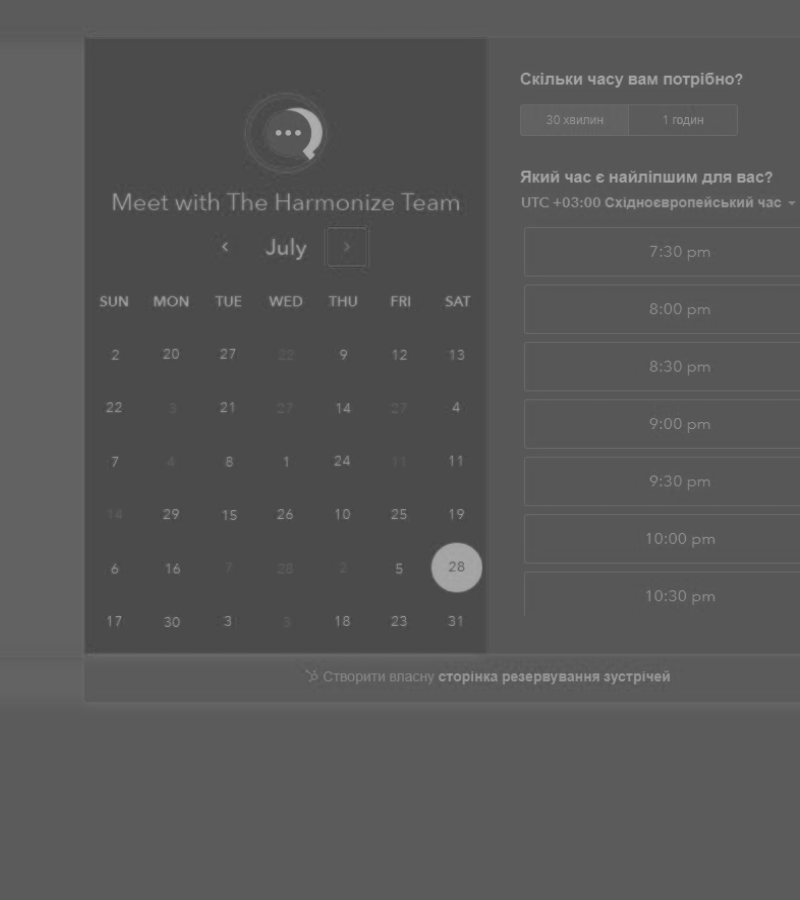 Meet with The Harmonize Team
July
SUN MON TUE WED THU FRI SAT
2 20 27 22 9 12 13
22 3 21 27 14 27 4
7 4 8 1 24 11 11
14 29 15 26 10 25 19
6 16 7 28 2 5 28
17 30 3 3 18 23 31
Скільки часу вам потрібно?
30 хвилин 1 годин
Який час є найліпшим для вас?
UTC +03:00 Східноєвропейський час
7:30 pm
8:00 pm
8:30 pm
9:00 pm
9:30 pm
10:00 pm
10:30 pm
Створити власну сторінка резервування зустрічей